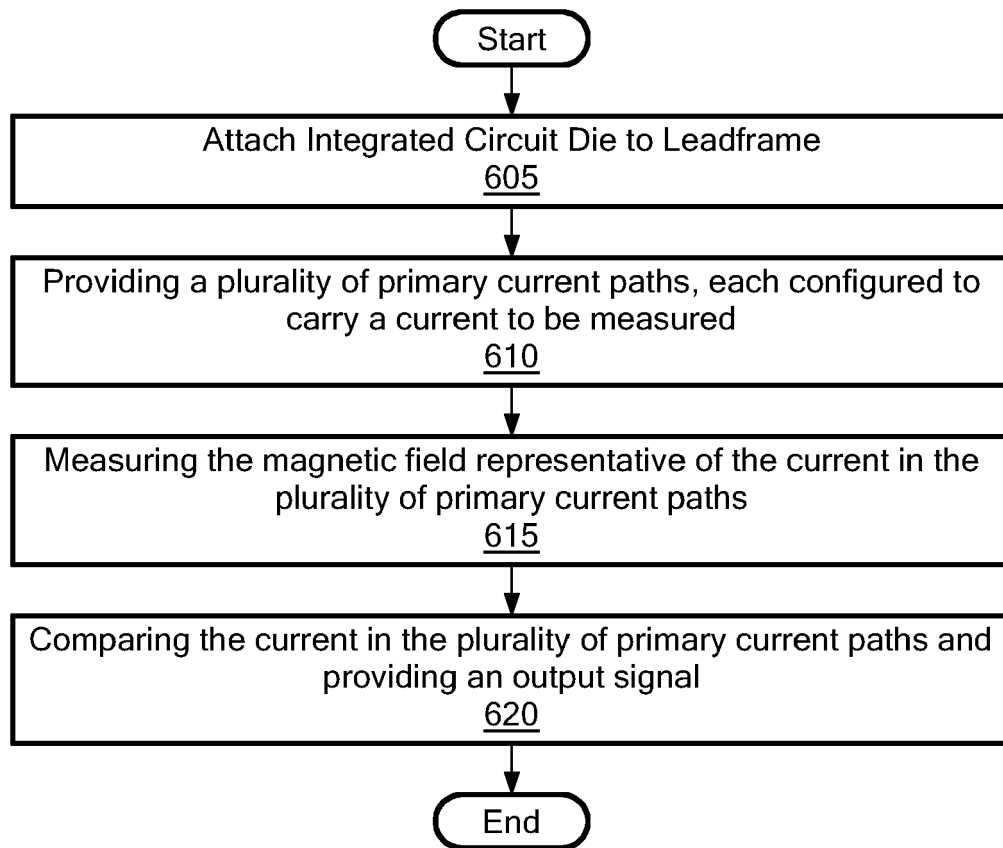 Start
Attach Integrated Circuit Die to Leadframe
605
Providing a plurality of primary current paths, each configured to
carry a current to be measured
610
Measuring the magnetic field representative of the current in the
plurality of primary current paths
615
Comparing the current in the plurality of primary current paths and
providing an output signal
620
End